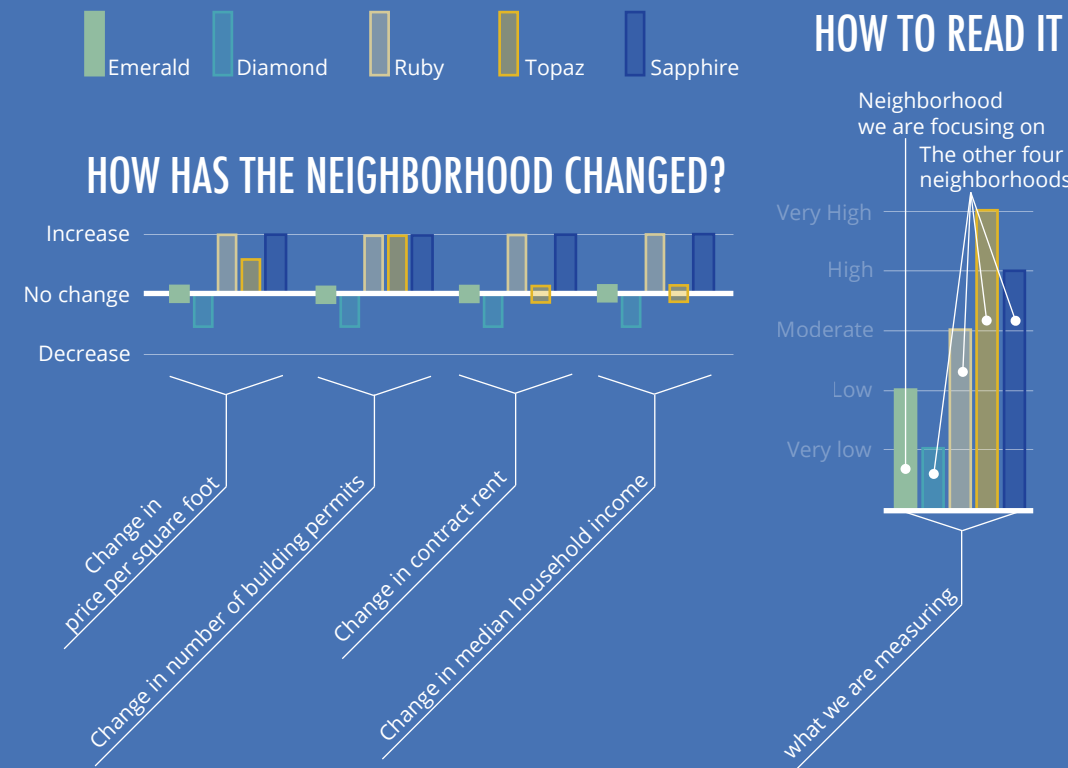 Emerald
Diamond
Ruby
Topaz
Sapphire
HOW HAS THE NEIGHBORHOOD CHANGED?
Increase
No change
Decrease
Change in
price per square foot
Change in number of building permits
Change in contract rent
Change in median household income
HOW TO READ IT
Neighborhood
we are focusing on
The other four
neighborhoods
Very High
High
Moderate
Low
Very low
what we are measuring